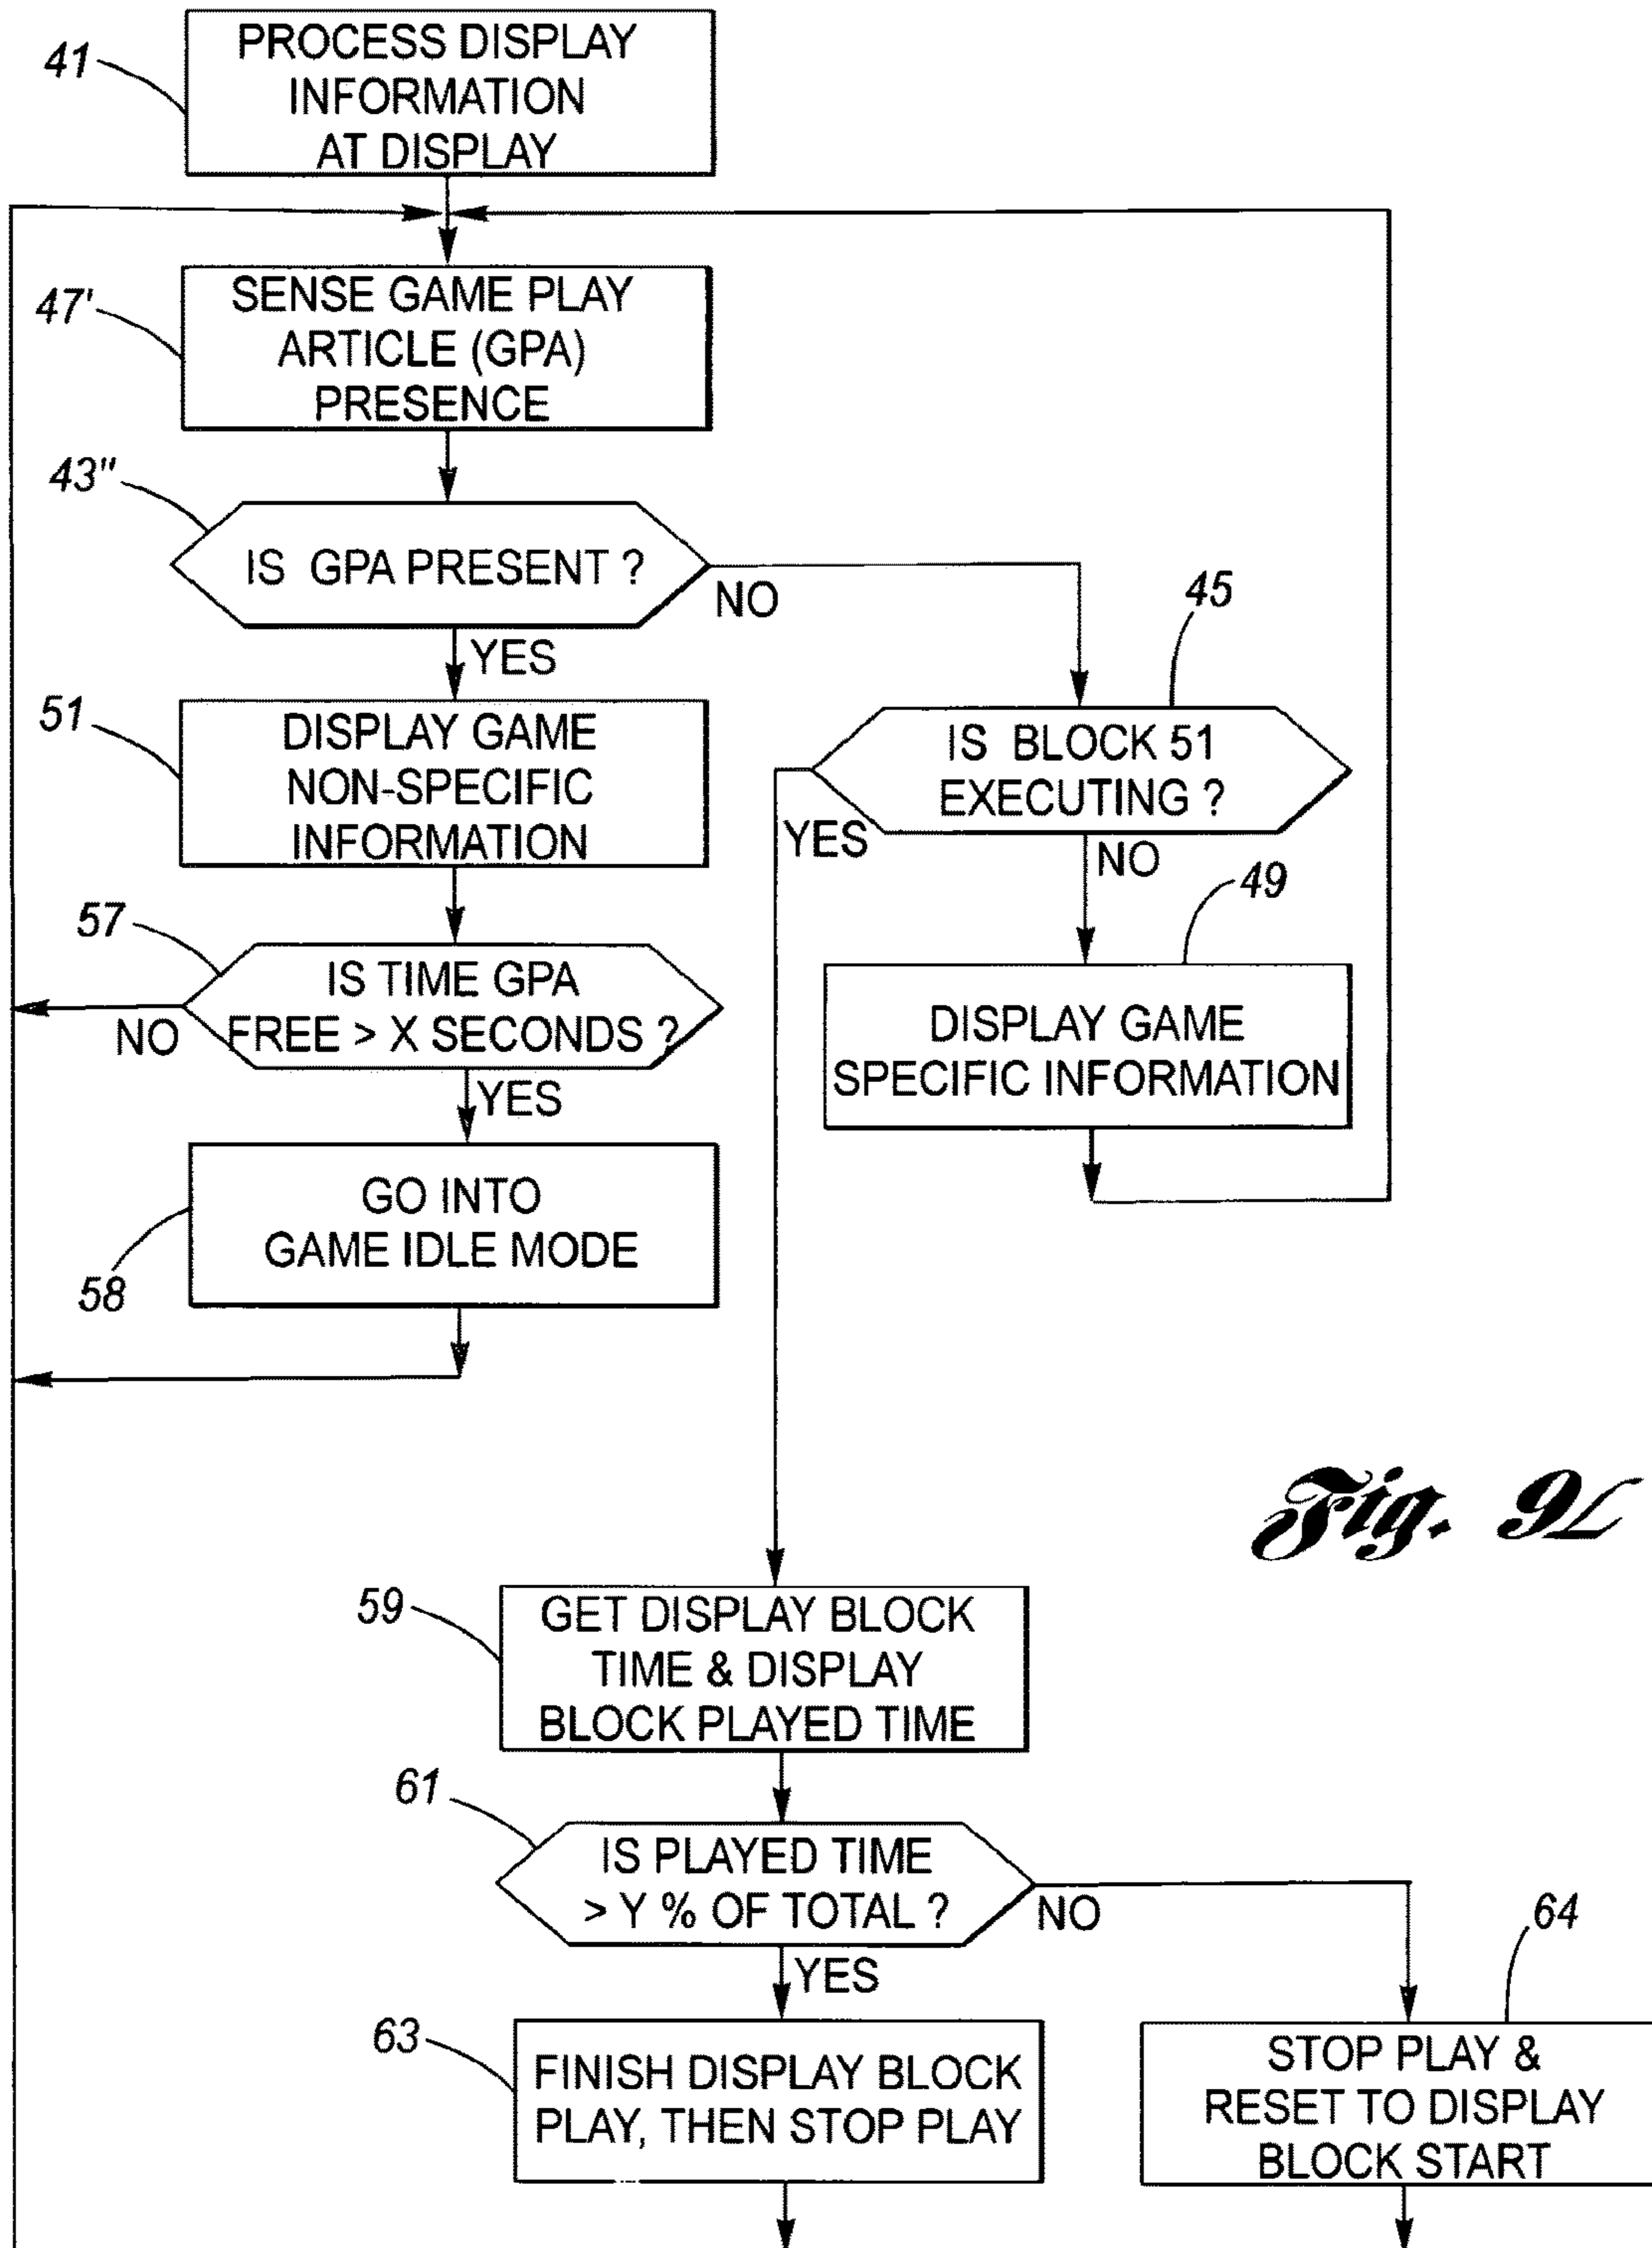 41
PROCESS DISPLAY
INFORMATION
AT DISPLAY
47'
SENSE GAME PLAY
ARTICLE (GPA)
PRESENCE
43"
IS GPA PRESENT ?
NO
YES
45
51
DISPLAY GAME
NON-SPECIFIC
INFORMATION
IS BLOCK 51
EXECUTING ?
YES
NO
49
57
IS TIME GPA
FREE > X SECONDS ?
NO
YES
DISPLAY GAME
SPECIFIC INFORMATION
GO INTO
GAME IDLE MODE
58
Fig. 9L
59
GET DISPLAY BLOCK
TIME & DISPLAY
BLOCK PLAYED TIME
61
IS PLAYED TIME
> Y % OF TOTAL ?
NO
YES
64
63
FINISH DISPLAY BLOCK
PLAY, THEN STOP PLAY
STOP PLAY &
RESET TO DISPLAY
BLOCK START